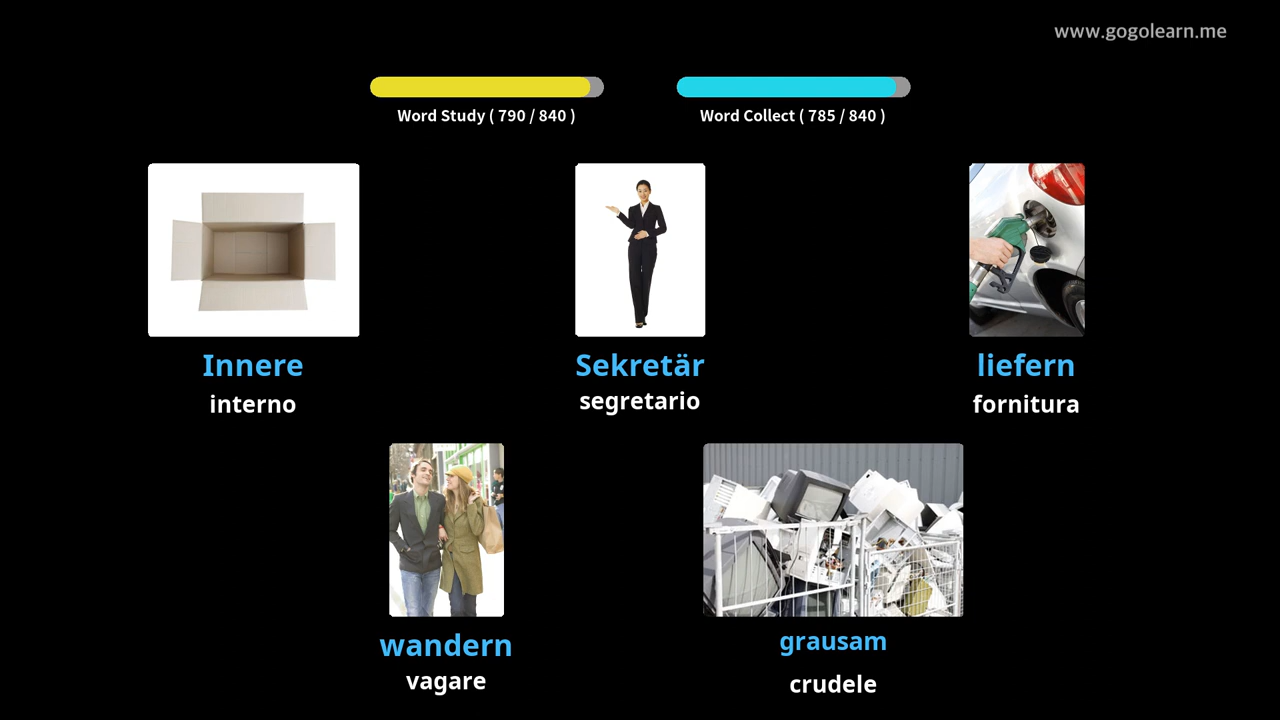 www.gogolearn.me
Word Study ( 790 / 840 )
Word Collect ( 785 / 840 )
Innere
interno
Sekretär
segretario
liefern
fornitura
wandern
vagare
grausam
crudele